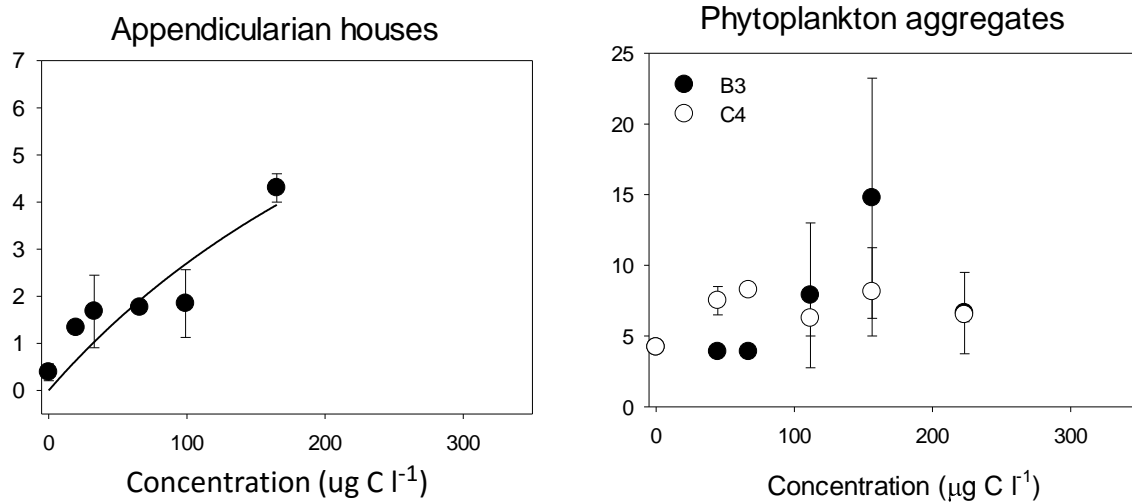 Appendicularian houses
7
6
5
4
3
2
1
0
0 100 200 300
Concentration (ug C l-1)
Phytoplankton aggregates
25
20
15
10
5
0
B3
C4
0 100 200 300
Concentration (μg C l-1)